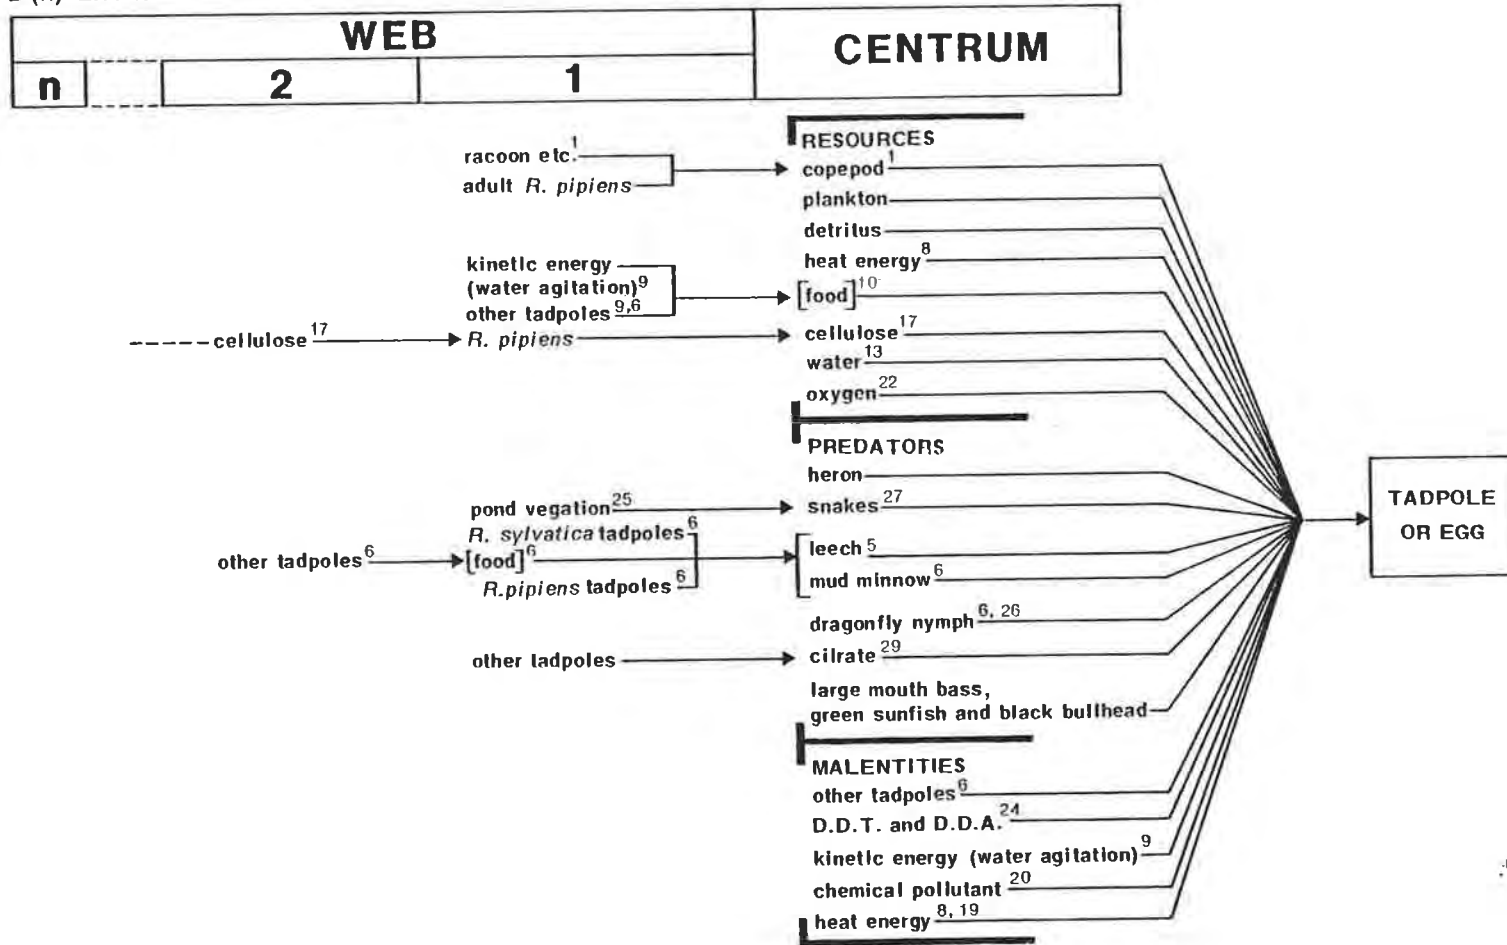 WEB
CENTRUM
n
2
1
RESOURCES
racoon etc.1
adult R. pipiens
copepod1
plankton
detritus
heat energy8
kinetic energy
(water agitation)9
other tadpoles9,6
[food]10
-----cellulose17
R. pipiens
cellulose17
water13
oxygen22
PREDATORS
heron
pond vegation25
snakes27
R. sylvatica tadpoles6
other tadpoles6
[food]6
R.pipiens tadpoles6
leech5
mud minnow6
dragonfly nymph6, 26
other tadpoles
cilrate29
large mouth bass,
green sunfish and black bullhead
MALENTITIES
other tadpoles6
D.D.T. and D.D.A.24
kinetic energy (water agitation)9
chemical pollutant20
heat energy8, 19
TADPOLE
OR EGG